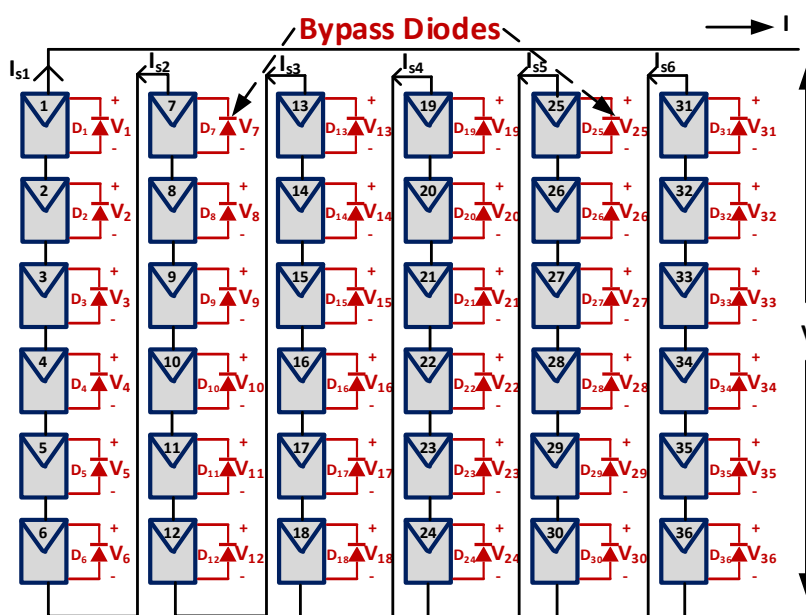 Bypass Diodes
I
Is1 Is2 Is3 Is4 Is5 Is6
1 + D1 V1 - 7 + D7 V7 - 13 + D13 V13 - 19 + D19 V19 - 25 + D25 V25 - 31 + D31 V31 -
2 + D2 V2 - 8 + D8 V8 - 14 + D14 V14 - 20 + D20 V20 - 26 + D26 V26 - 32 + D32 V32 -
3 + D3 V3 - 9 + D9 V9 - 15 + D15 V15 - 21 + D21 V21 - 27 + D27 V27 - 33 + D33 V33 -
4 + D4 V4 - 10 + D10 V10 - 16 + D16 V16 - 22 + D22 V22 - 28 + D28 V28 - 34 + D34 V34 -
5 + D5 V5 - 11 + D11 V11 - 17 + D17 V17 - 23 + D23 V23 - 29 + D29 V29 - 35 + D35 V35 -
6 + D6 V6 - 12 + D12 V12 - 18 + D18 V18 - 24 + D24 V24 - 30 + D30 V30 - 36 + D36 V36 -